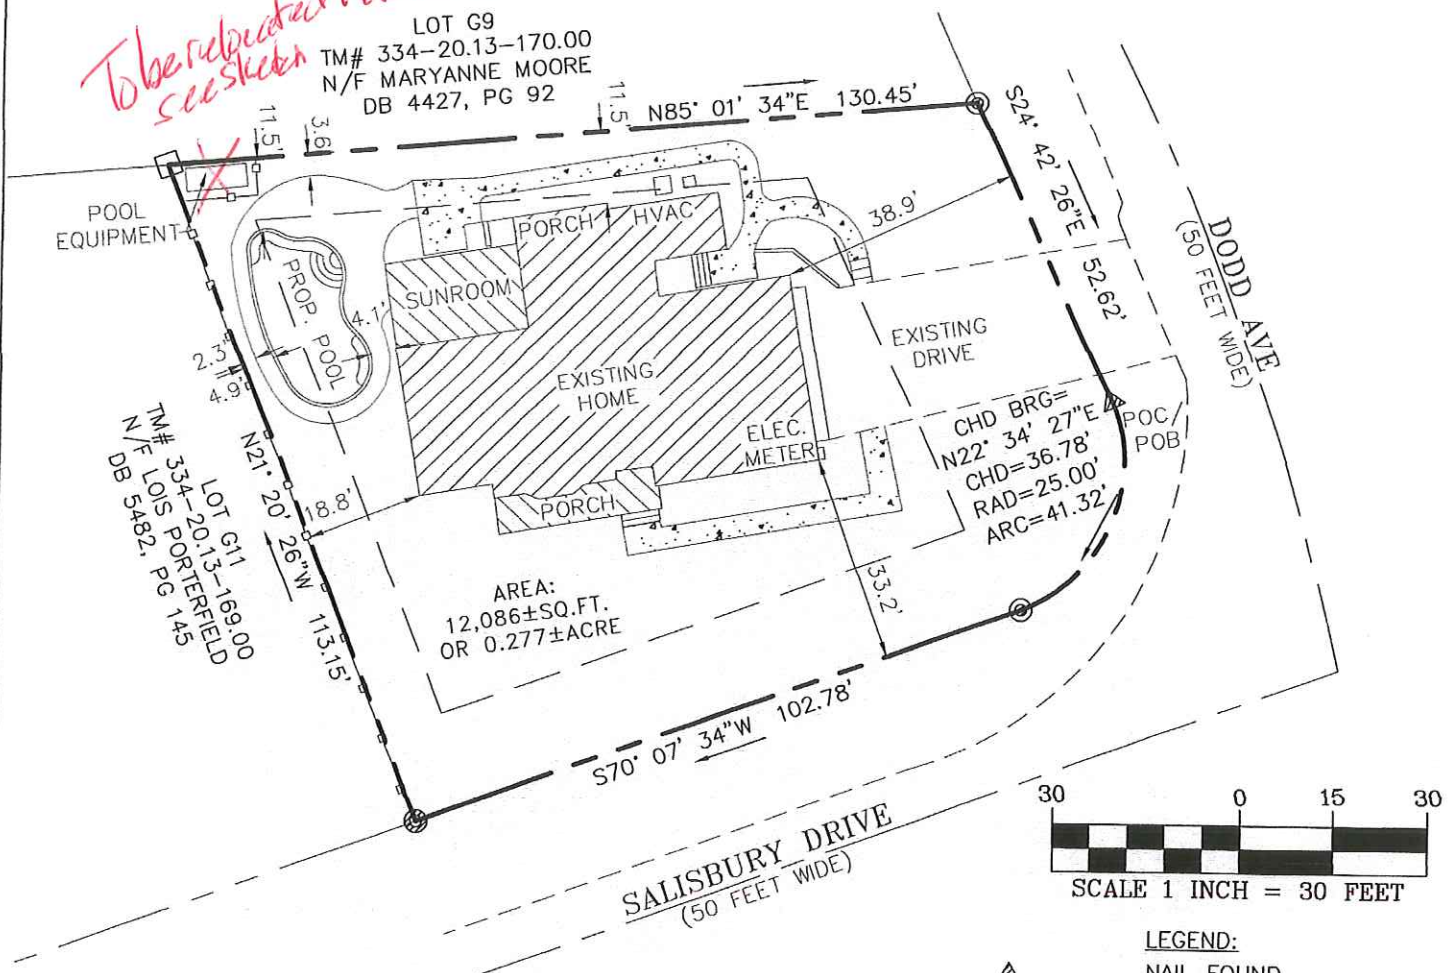 To be relocated
see sketch
LOT G9
TM# 334-20.13-170.00
N/F MARYANNE MOORE
DB 4427, PG 92
11.5'
3.6'
11.5'
N85° 01' 34"E 130.45'
S24° 42' 26"E 52.62'
POOL
EQUIPMENT
PORCH
HVAC
38.9'
DODD AVE
(50 FEET WIDE)
PROP. POOL
SUNROOM
4.1'
2.3'
4.9'
EXISTING
DRIVE
EXISTING
HOME
ELEC.
METER
CHD BRG=
N22° 34' 27"E
CHD=36.78'
RAD=25.00'
ARC=41.32'
POC/
POB
LOT G11
TM# 334-20.13-169.00
N/F LOIS PORTERFIELD
DB 5482, PG 145
N21° 20' 26"W 113.15'
18.8'
PORCH
33.2'
AREA:
12,086±SQ.FT.
OR 0.277±ACRE
S70° 07' 34"W 102.78'
SALISBURY DRIVE
(50 FEET WIDE)
30 0 15 30
SCALE 1 INCH = 30 FEET
LEGEND:
NAIL FOUND